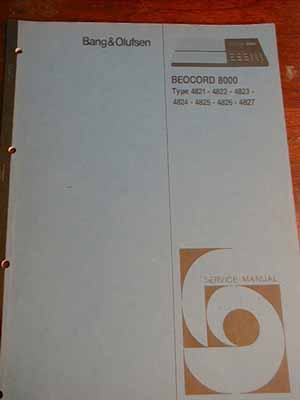 Bang&Olufsen
BEOCORD 8000
Type 4821 - 4822 - 4823 -
4824 - 4825 - 4826 - 4827
SERVICE MANUAL